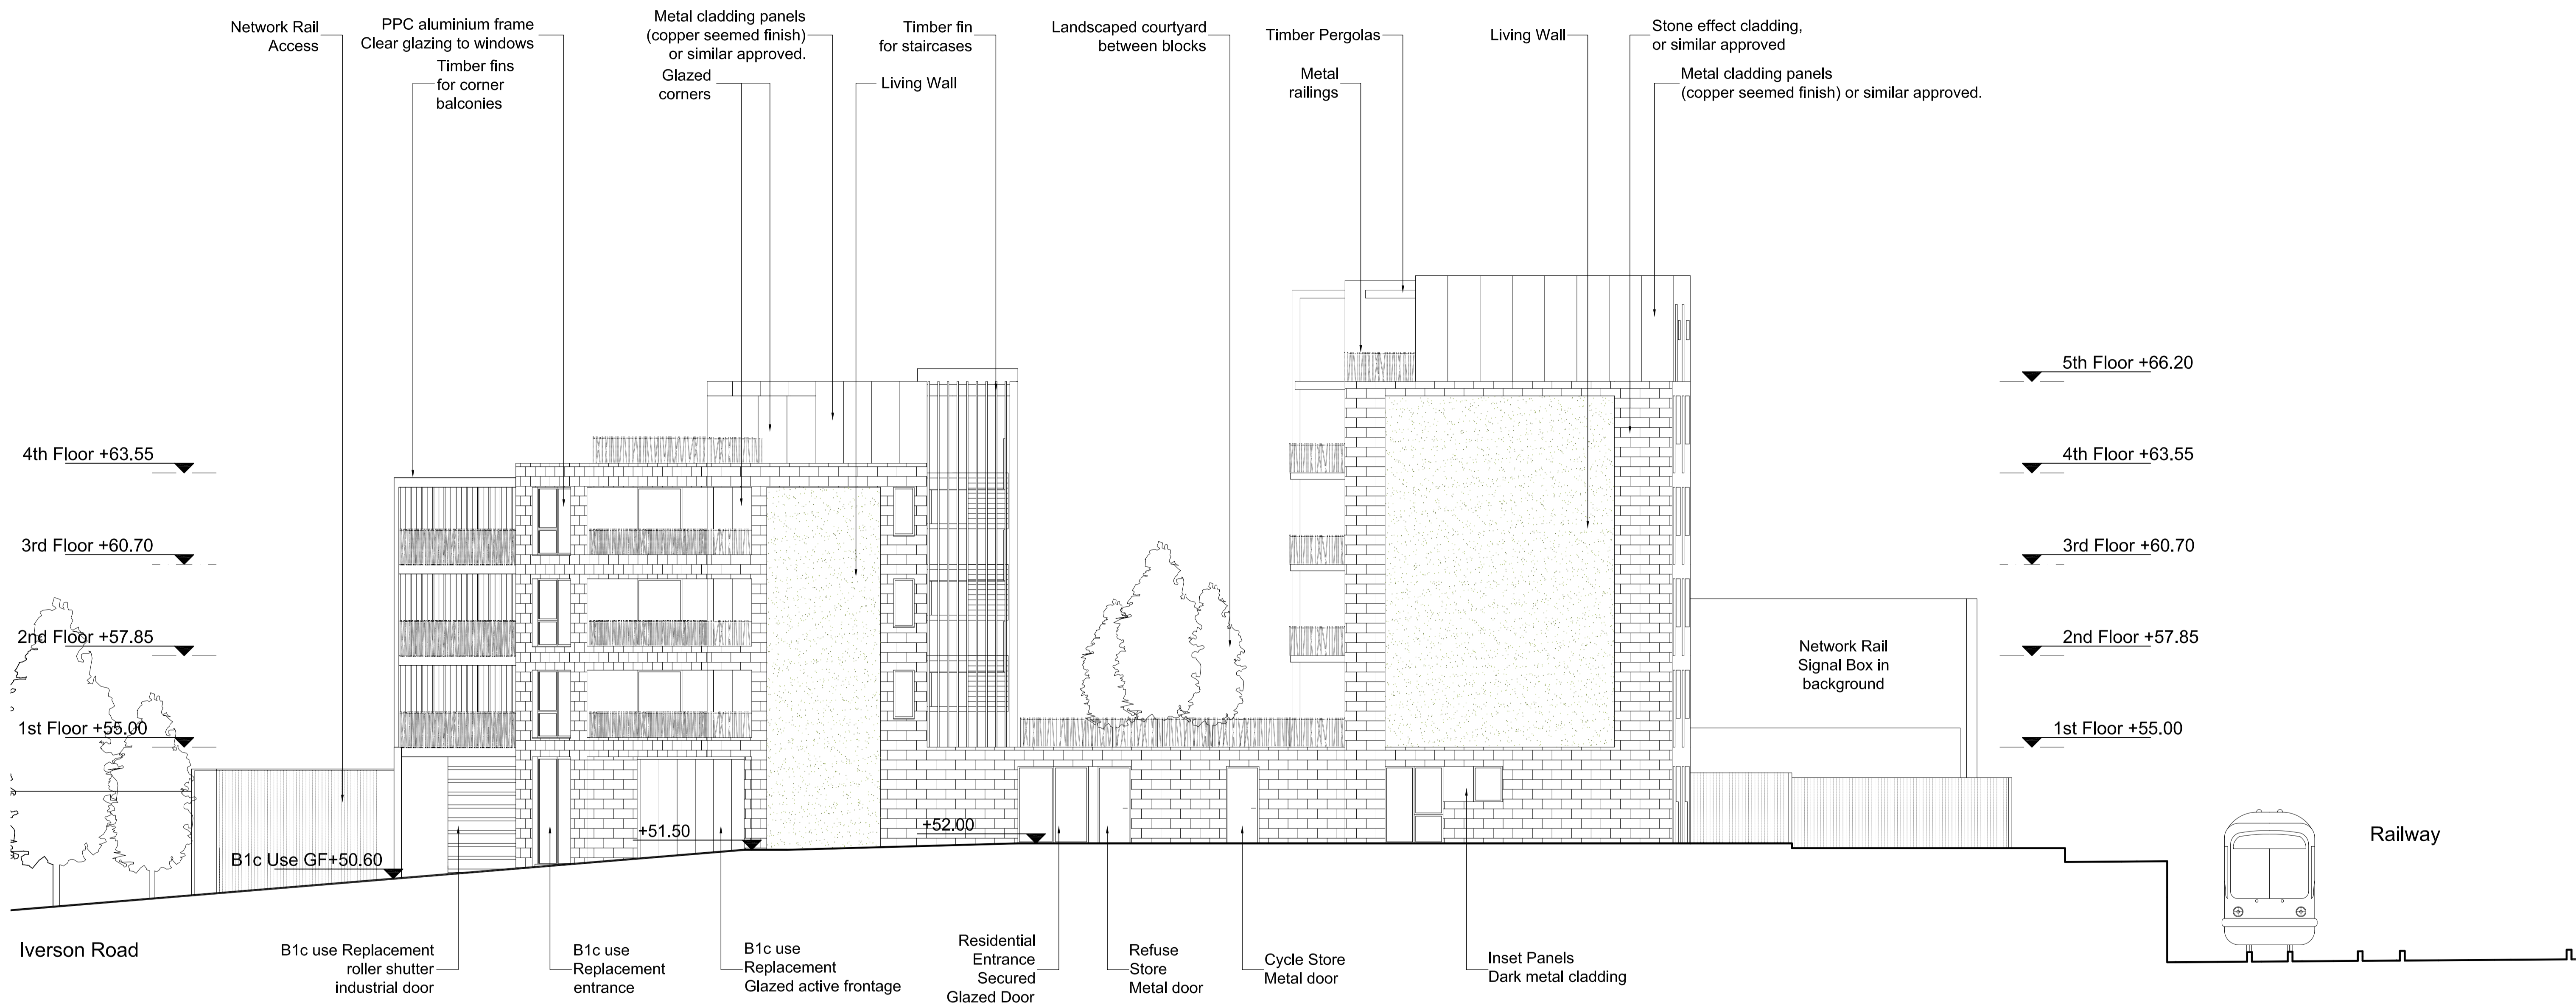 Network Rail
Access
PPC aluminium frame
Clear glazing to windows
Timber fins
for corner
balconies
Metal cladding panels
(copper seemed finish)
or similar approved.
Glazed
corners
Living Wall
Timber fin
for staircases
Landscaped courtyard
between blocks
Timber Pergolas
Metal
railings
Living Wall
Stone effect cladding,
or similar approved
Metal cladding panels
(copper seemed finish) or similar approved.
4th Floor +63.55
3rd Floor +60.70
2nd Floor +57.85
1st Floor +55.00
B1c Use GF+50.60
+51.50
+52.00
5th Floor +66.20
4th Floor +63.55
3rd Floor +60.70
2nd Floor +57.85
1st Floor +55.00
Network Rail
Signal Box in
background
Railway
Iverson Road
B1c use Replacement
roller shutter
industrial door
B1c use
Replacement
entrance
B1c use
Replacement
Glazed active frontage
Residential
Entrance
Secured
Glazed Door
Refuse
Store
Metal door
Cycle Store
Metal door
Inset Panels
Dark metal cladding